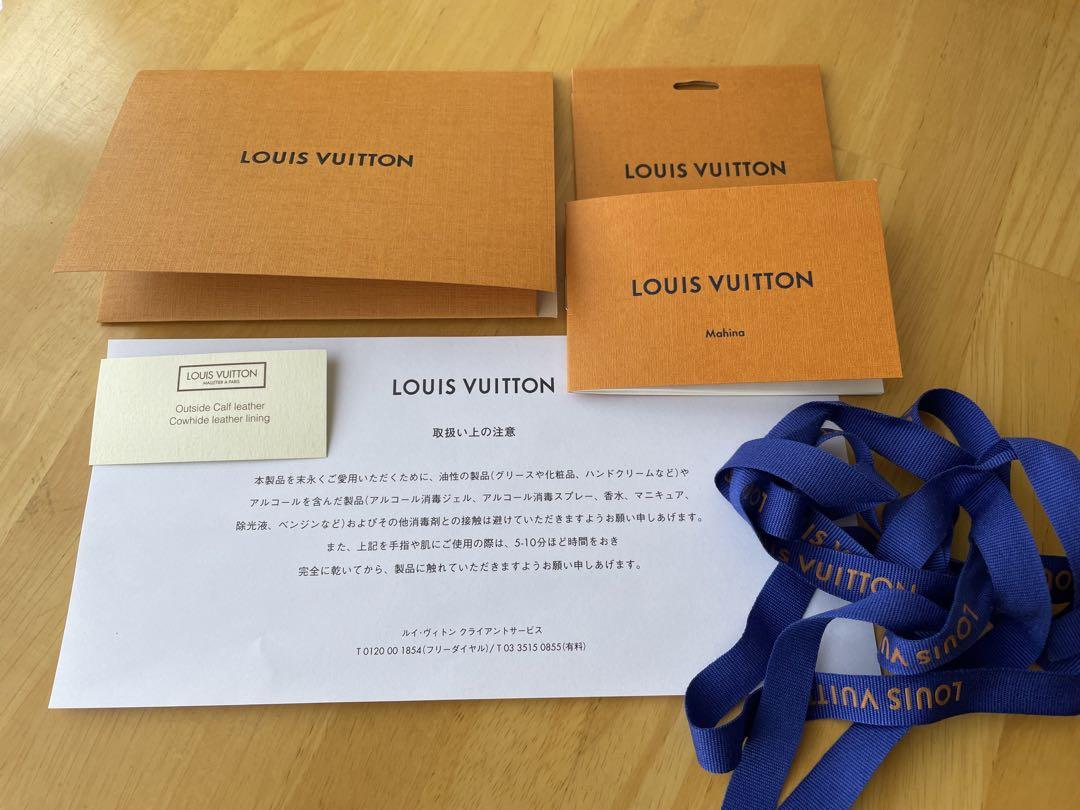 LOUIS VUITTON
LOUIS VUITTON
LOUIS VUITTON
Mahina
LOUIS VUITTON
MALLETIER A PARIS
Outside Calf leather
Cowhide leather lining
LOUIS VUITTON
取扱い上の注意
本製品を末永くご愛用いただくために、油性の製品(グリースや化粧品、ハンドクリームなど)や
アルコールを含んだ製品(アルコール消毒ジェル、アルコール消毒スプレー、香水、マニキュア、
除光液、ベンジンなど)およびその他消毒剤との接触は避けていただきますようお願い申しあげます。
また、上記を手指や肌にご使用の際は、5-10分ほど時間をおき
完全に乾いてから、製品に触れていただきますようお願い申しあげます。
ルイ・ヴィトン クライアントサービス
T 0120 00 1854(フリーダイヤル)/ T 03 3515 0855(有料)
IS VUITTON
LOUIS VUIT